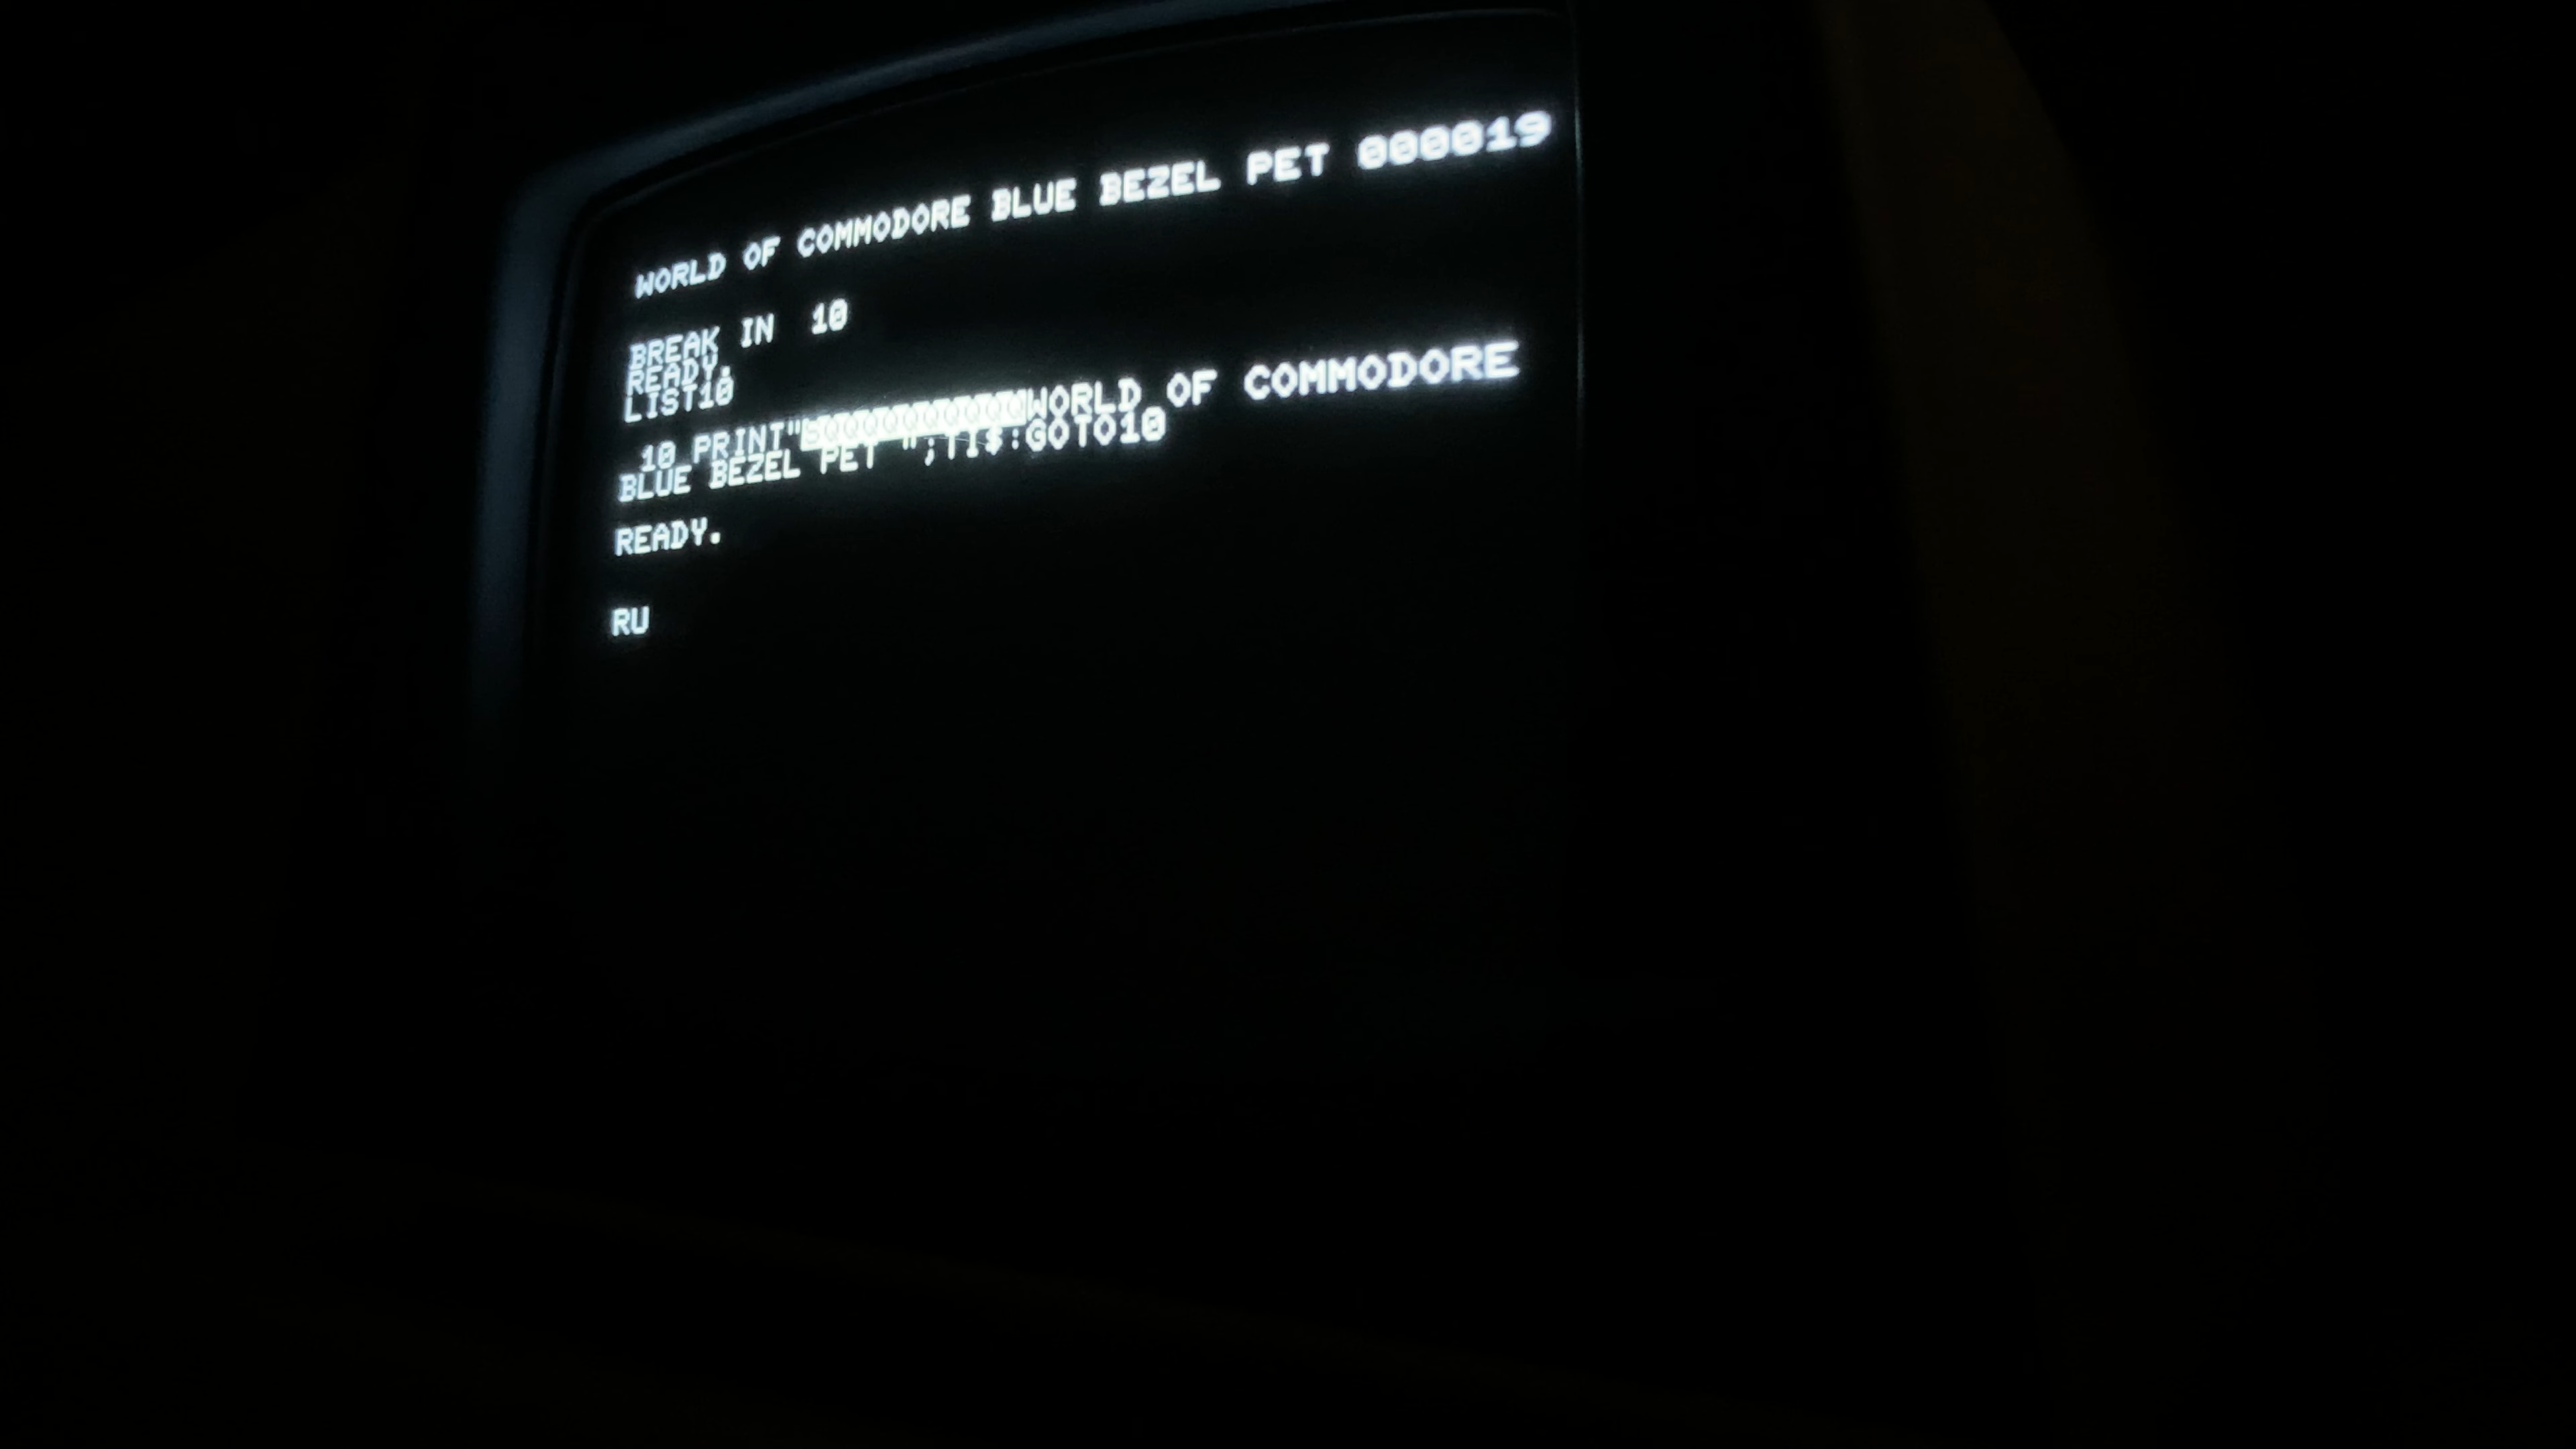 WORLD OF COMMODORE BLUE BEZEL PET 000019
BREAK IN  10
READY.
LIST10
10 PRINT"SQQQQQQQQQQWORLD OF COMMODORE
BLUE BEZEL PET ";TI$:GOTO10
READY.
RU